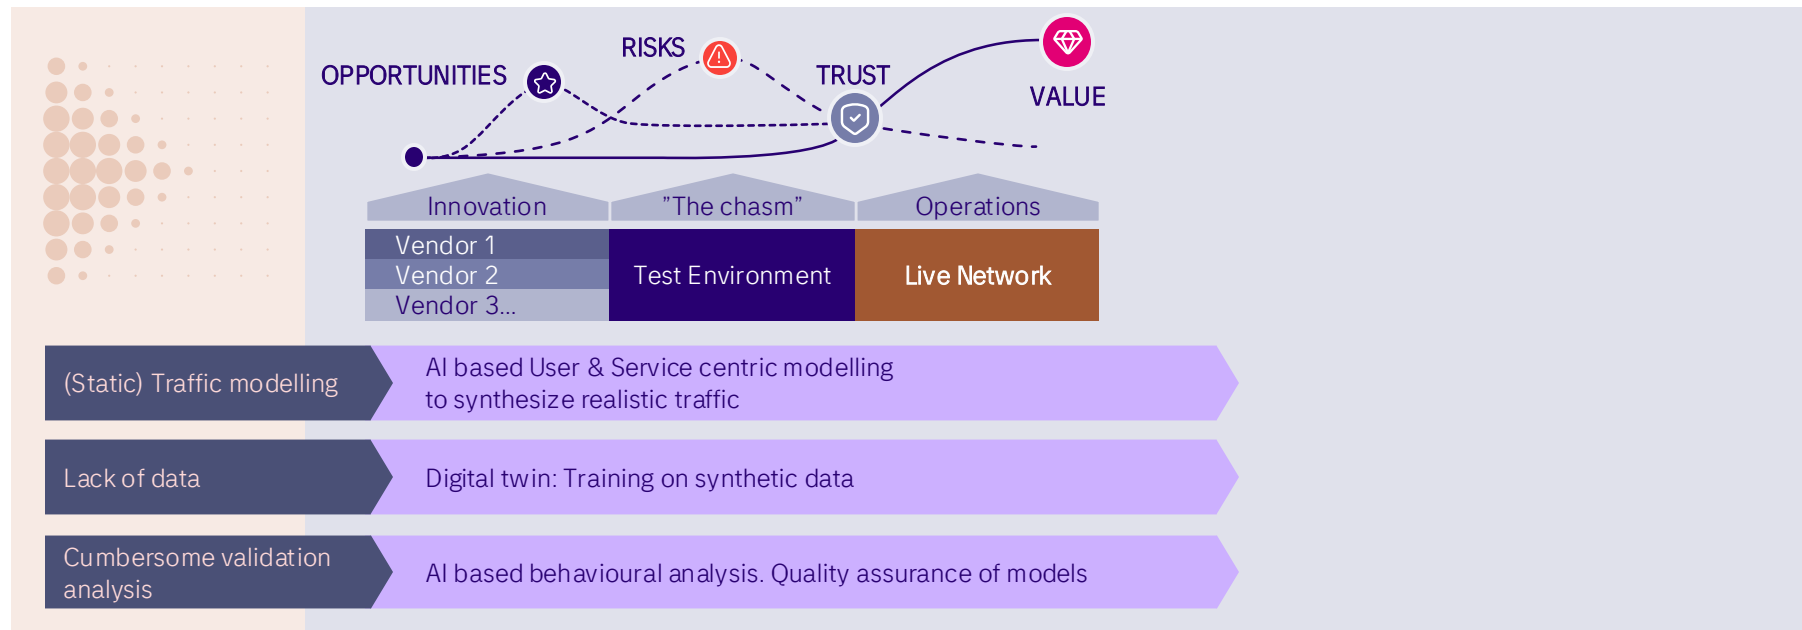 OPPORTUNITIES
RISKS
TRUST
VALUE
Innovation
”The chasm”
Operations
Vendor 1
Vendor 2
Vendor 3...
Test Environment
Live Network
(Static) Traffic modelling
AI based User & Service centric modelling
to synthesize realistic traffic
Lack of data
Digital twin: Training on synthetic data
Cumbersome validation
analysis
AI based behavioural analysis. Quality assurance of models